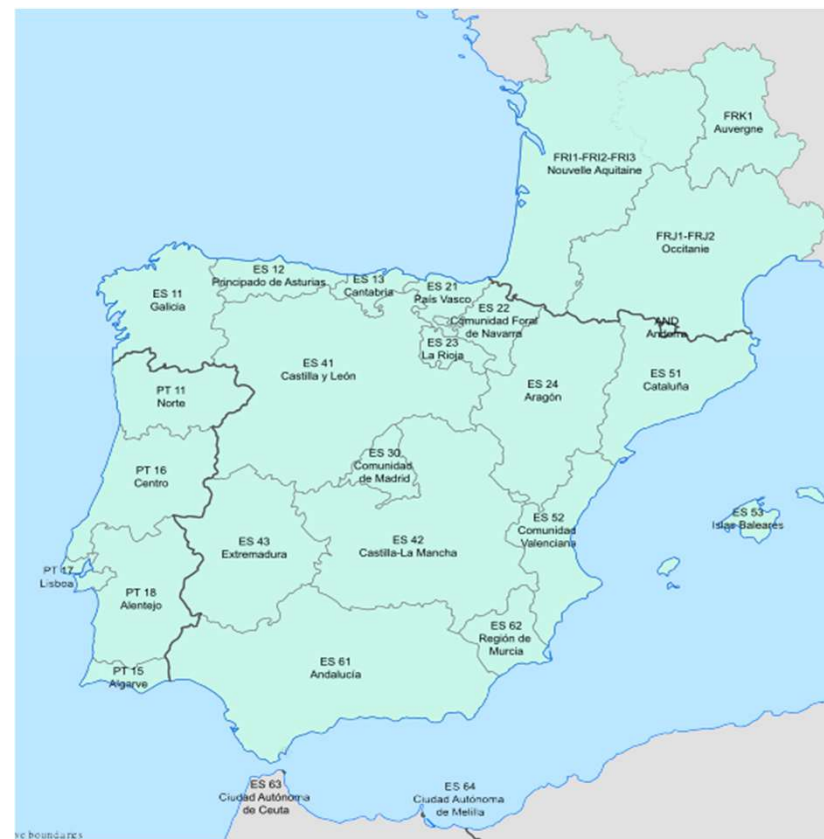 FRK1
Auvergne
FRI1-FRI2-FRI3
Nouvelle Aquitaine
FRJ1-FRJ2
Occitanie
ES 12
Principado de Asturias
ES 13
Cantabria
ES 21
País Vasco
ES 11
Galicia
ES 22
Comunidad Foral
de Navarra
AND
Andorra
ES 23
La Rioja
ES 41
Castilla y León
ES 24
Aragón
ES 51
Cataluña
PT 11
Norte
ES 30
Comunidad
de Madrid
PT 16
Centro
ES 53
Islas Baleares
ES 52
Comunidad
Valenciana
ES 43
Extremadura
ES 42
Castilla-La Mancha
PT 17
Lisboa
PT 18
Alentejo
ES 62
Región de
Murcia
ES 61
Andalucía
PT 15
Algarve
ES 63
Ciudad Autónoma
de Ceuta
ES 64
Ciudad Autónoma
de Melilla
ve boundares